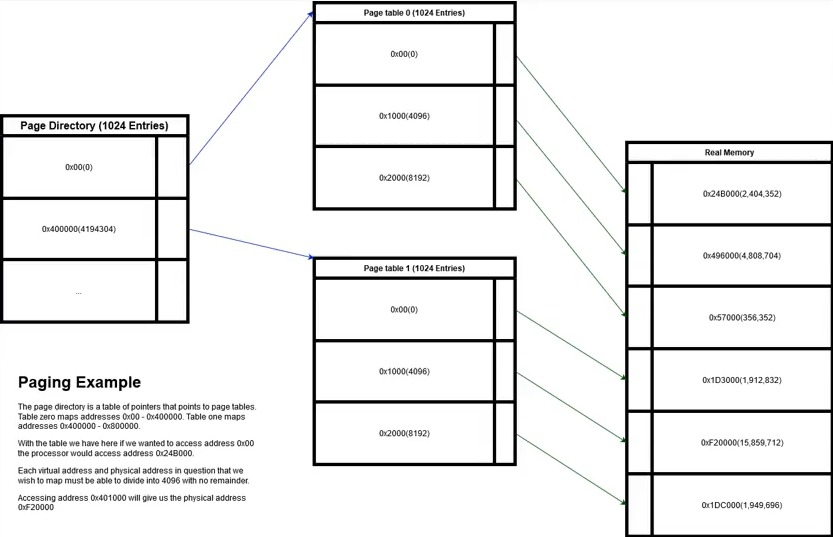 Page Directory (1024 Entries)
0x00(0)
0x400000(4194304)
...
Page table 0 (1024 Entries)
0x00(0)
0x1000(4096)
0x2000(8192)
Page table 1 (1024 Entries)
0x00(0)
0x1000(4096)
0x2000(8192)
Real Memory
0x24B000(2,404,352)
0x496000(4,808,704)
0x57000(356,352)
0x1D3000(1,912,832)
0xF20000(15,859,712)
0x1DC000(1,949,696)
Paging Example
The page directory is a table of pointers that points to page tables.
Table zero maps addresses 0x00 - 0x400000. Table one maps
addresses 0x400000 - 0x800000.
With the table we have here if we wanted to access address 0x00
the processor would access address 0x24B000.
Each virtual address and physical address in question that we
wish to map must be able to divide into 4096 with no remainder.
Accessing address 0x401000 will give us the physical address
0xF20000